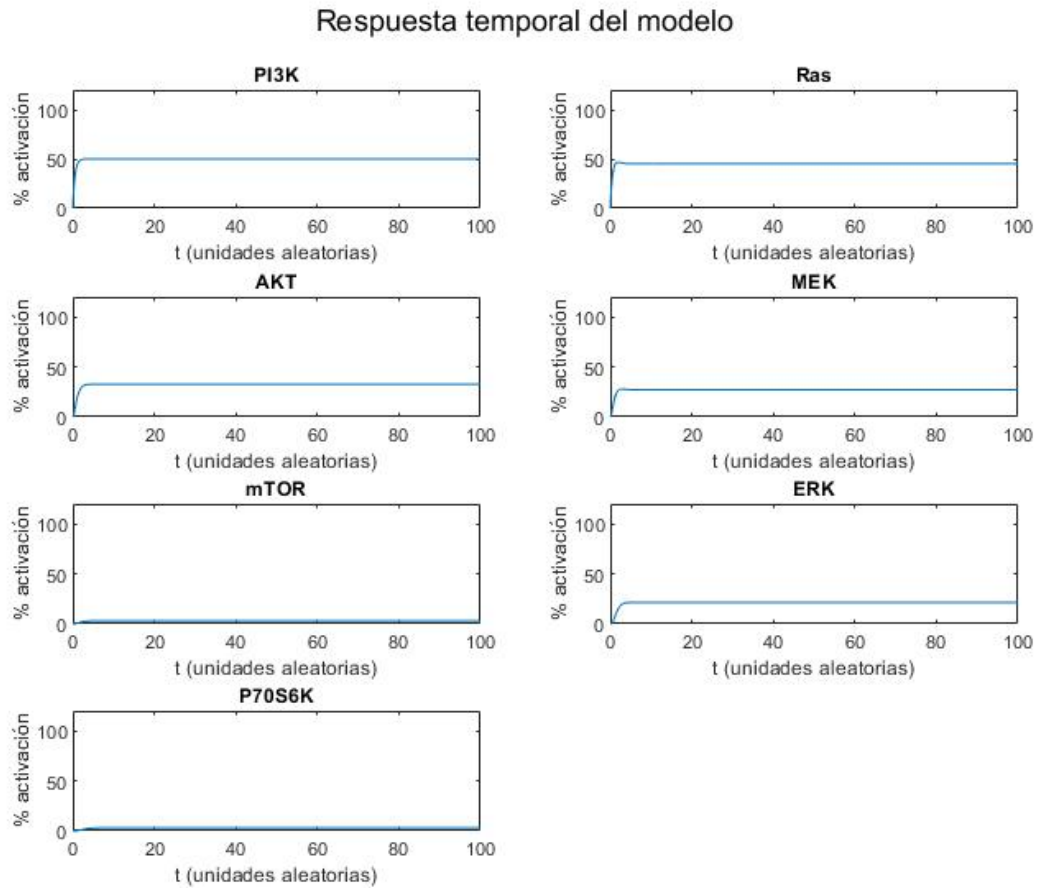 Respuesta temporal del modelo
PI3K
% activación
100
50
0
0 20 40 60 80 100
t (unidades aleatorias)
Ras
% activación
100
50
0
0 20 40 60 80 100
t (unidades aleatorias)
AKT
% activación
100
50
0
0 20 40 60 80 100
t (unidades aleatorias)
MEK
% activación
100
50
0
0 20 40 60 80 100
t (unidades aleatorias)
mTOR
% activación
100
50
0
0 20 40 60 80 100
t (unidades aleatorias)
ERK
% activación
100
50
0
0 20 40 60 80 100
t (unidades aleatorias)
P70S6K
% activación
100
50
0
0 20 40 60 80 100
t (unidades aleatorias)